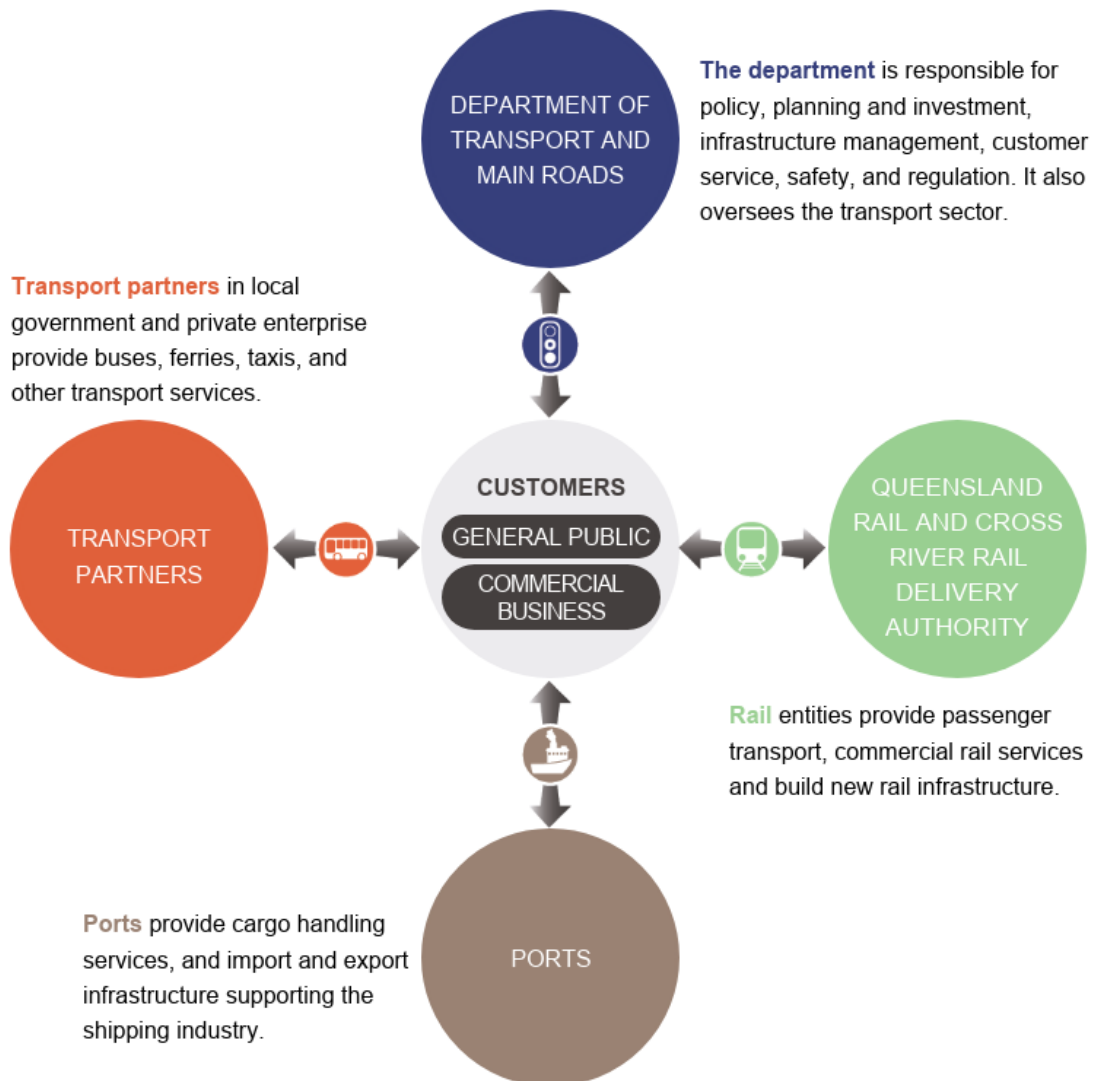 DEPARTMENT OF
TRANSPORT AND
MAIN ROADS
The department is responsible for
policy, planning and investment,
infrastructure management, customer
service, safety, and regulation. It also
oversees the transport sector.
Transport partners in local
government and private enterprise
provide buses, ferries, taxis, and
other transport services.
TRANSPORT
PARTNERS
CUSTOMERS
GENERAL PUBLIC
COMMERCIAL
BUSINESS
QUEENSLAND
RAIL AND CROSS
RIVER RAIL
DELIVERY
AUTHORITY
Rail entities provide passenger
transport, commercial rail services
and build new rail infrastructure.
Ports provide cargo handling
services, and import and export
infrastructure supporting the
shipping industry.
PORTS